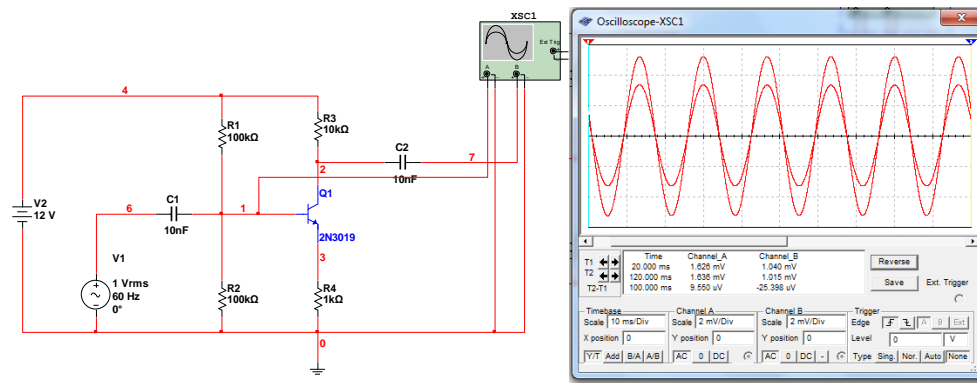 XSC1
Ext Trig
A
B
4
R1
100kΩ
R3
10kΩ
C2
7
10nF
2
Q1
V2
12 V
6
C1
10nF
1
2N3019
V1
3
1 Vrms
60 Hz
0°
R2
100kΩ
R4
1kΩ
0
Oscilloscope-XSC1
T1
T2
T2-T1
Time Channel_A Channel_B
20.000 ms 1.626 mV 1.040 mV
120.000 ms 1.636 mV 1.015 mV
100.000 ms 9.550 uV -25.398 uV
Reverse
Save
Ext. Trigger
Timebase
Scale 10 ms/Div
X position 0
Y/T Add B/A A/B
Channel A
Scale 2 mV/Div
Y position 0
AC 0 DC
Channel B
Scale 2 mV/Div
Y position 0
AC 0 DC -
Trigger
Edge A B Ext
Level 0 V
Type Sing. Nor. Auto None